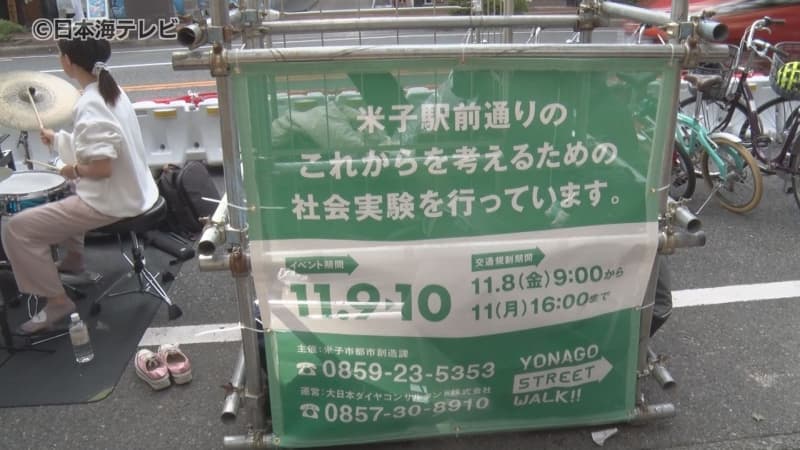 ©日本海テレビ
米子駅前通りの
これからを考えるための
社会実験を行っています。
イベント期間
11.9-10
交通規制期間
11.8(金)9:00から
11(月)16:00まで
主催:米子市都市創造課
☎0859-23-5353
運営:大日本ダイヤコンサルタント株式会社
☎0857-30-8910
YONAGO
STREET
WALK!!